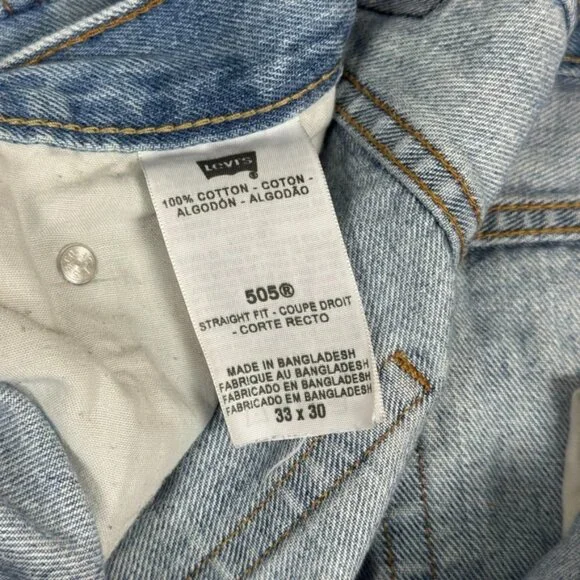 Levi's
100% COTTON - COTON -
ALGODÓN - ALGODÃO
505®
STRAIGHT FIT - COUPE DROIT
- CORTE RECTO
MADE IN BANGLADESH
FABRIQUE AU BANGLADESH
FABRICADO EN BANGLADESH
FABRICADO EM BANGLADESH
33 x 30